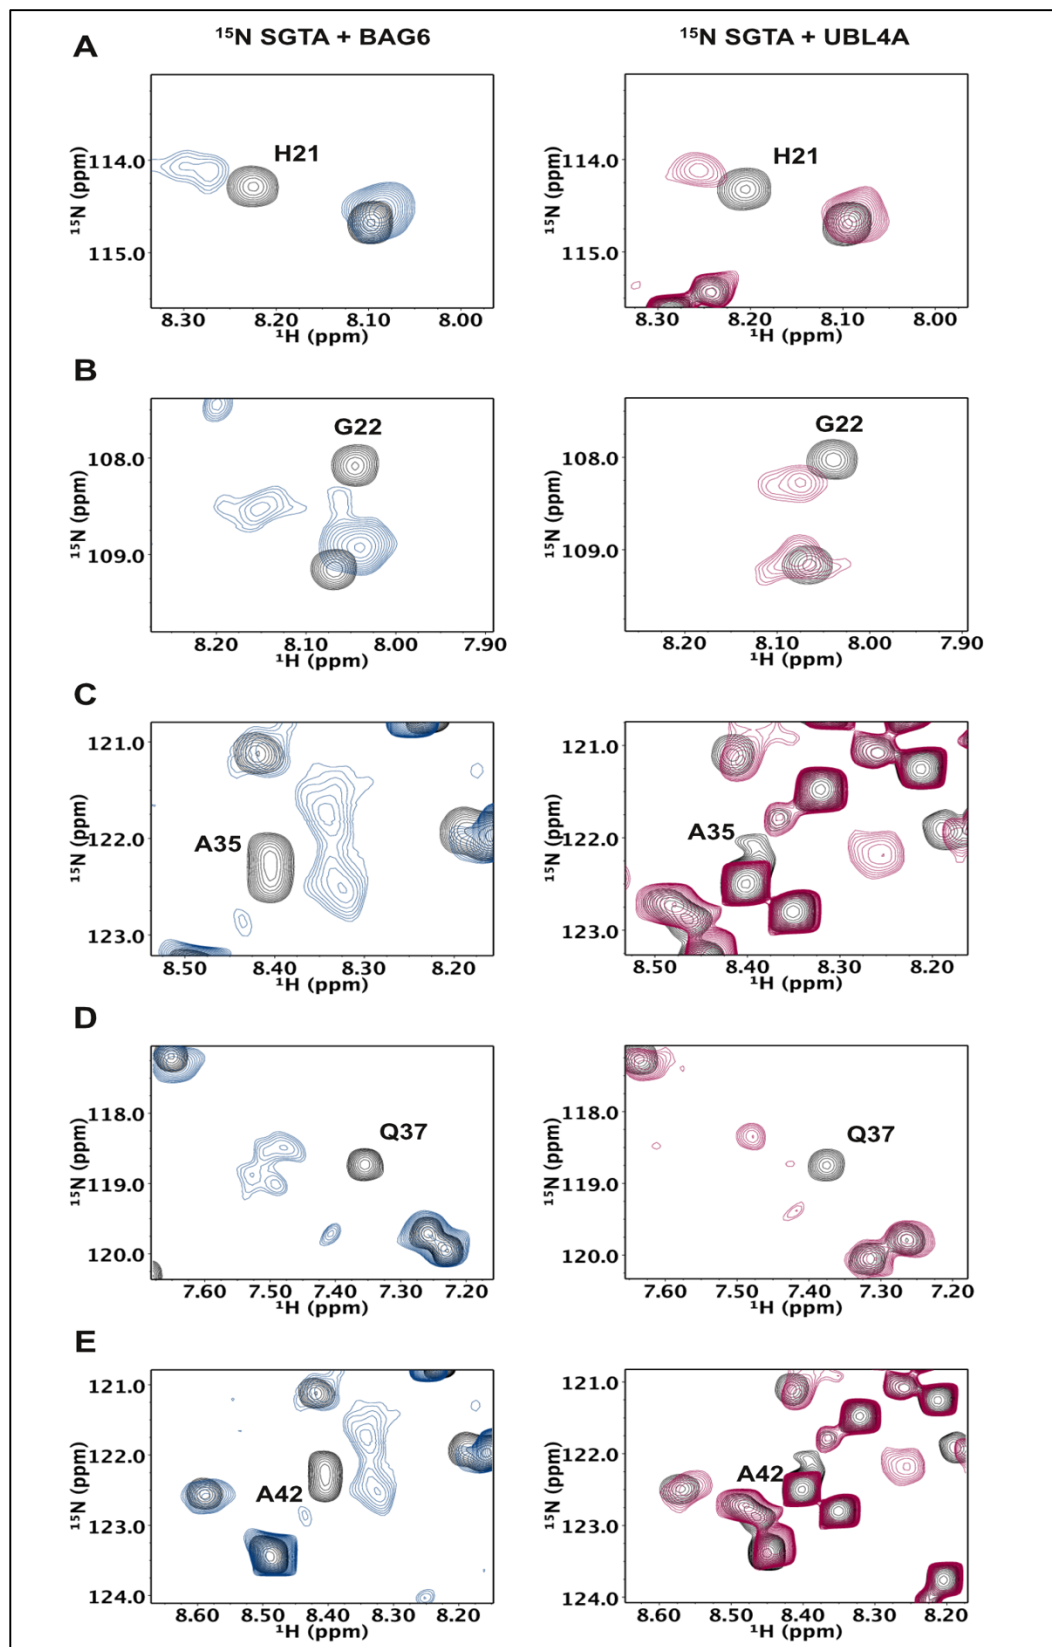 A
¹⁵N SGTA + BAG6
¹⁵N SGTA + UBL4A
¹⁵N (ppm)
114.0
115.0
H21
8.30 8.20 8.10 8.00
¹H (ppm)
¹⁵N (ppm)
114.0
115.0
H21
8.30 8.20 8.10 8.00
¹H (ppm)
B
¹⁵N (ppm)
108.0
109.0
G22
8.20 8.10 8.00 7.90
¹H (ppm)
¹⁵N (ppm)
108.0
109.0
G22
8.20 8.10 8.00 7.90
¹H (ppm)
C
¹⁵N (ppm)
121.0
122.0
123.0
A35
8.50 8.40 8.30 8.20
¹H (ppm)
¹⁵N (ppm)
121.0
122.0
123.0
A35
8.50 8.40 8.30 8.20
¹H (ppm)
D
¹⁵N (ppm)
118.0
119.0
120.0
Q37
7.60 7.50 7.40 7.30 7.20
¹H (ppm)
¹⁵N (ppm)
118.0
119.0
120.0
Q37
7.60 7.50 7.40 7.30 7.20
¹H (ppm)
E
¹⁵N (ppm)
121.0
122.0
123.0
124.0
A42
8.60 8.50 8.40 8.30 8.20
¹H (ppm)
¹⁵N (ppm)
121.0
122.0
123.0
124.0
A42
8.60 8.50 8.40 8.30 8.20
¹H (ppm)